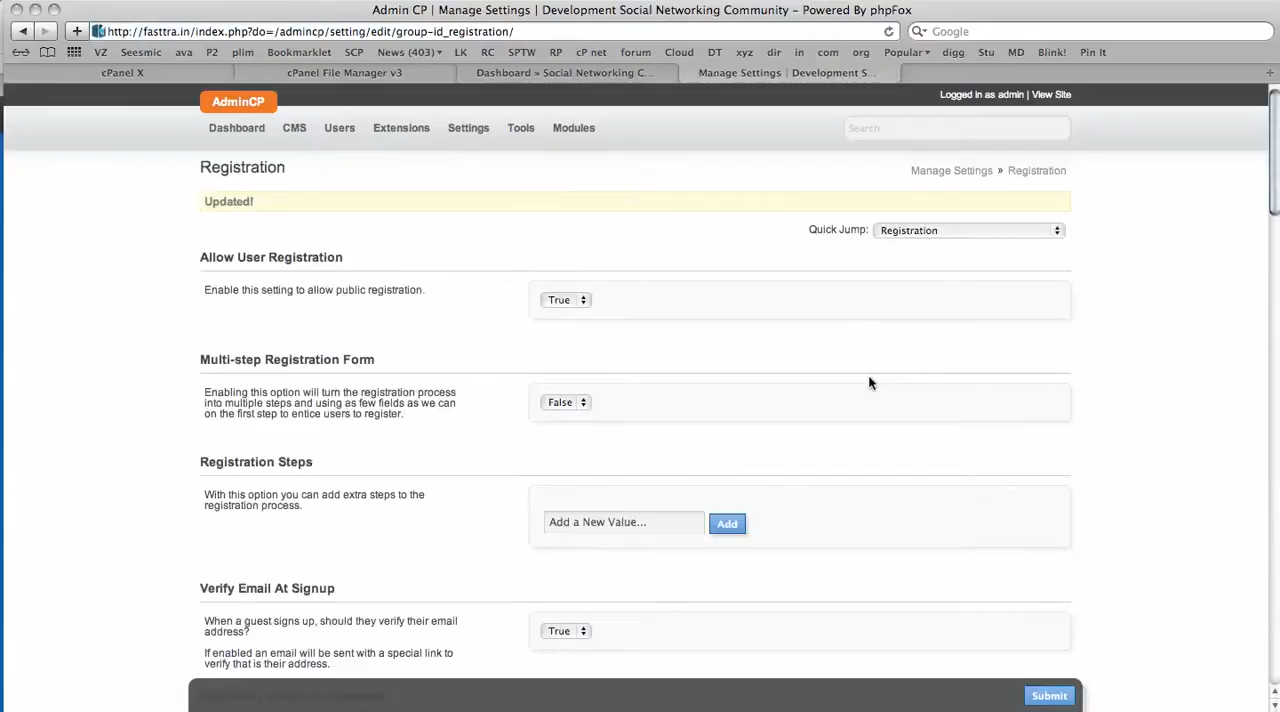 Admin CP | Manage Settings | Development Social Networking Community - Powered By phpFox
http://fasttra.in/index.php?do=/admincp/setting/edit/group-id_registration/
Google
VZ Seesmic ava P2 plim Bookmarklet SCP News (403) LK RC SPTW RP cP net forum Cloud DT xyz dir in com org Popular digg Stu MD Blink! Pin It
cPanel X
cPanel File Manager v3
Dashboard » Social Networking C...
Manage Settings | Development S...
AdminCP
Logged in as admin | View Site
Dashboard CMS Users Extensions Settings Tools Modules
Search
Registration
Manage Settings » Registration
Updated!
Quick Jump: Registration
Allow User Registration
Enable this setting to allow public registration.
True
Multi-step Registration Form
Enabling this option will turn the registration process
into multiple steps and using as few fields as we can
on the first step to entice users to register.
False
Registration Steps
With this option you can add extra steps to the
registration process.
Add a New Value...
Add
Verify Email At Signup
When a guest signs up, should they verify their email
address?
True
If enabled an email will be sent with a special link to
verify that is their address.
Submit